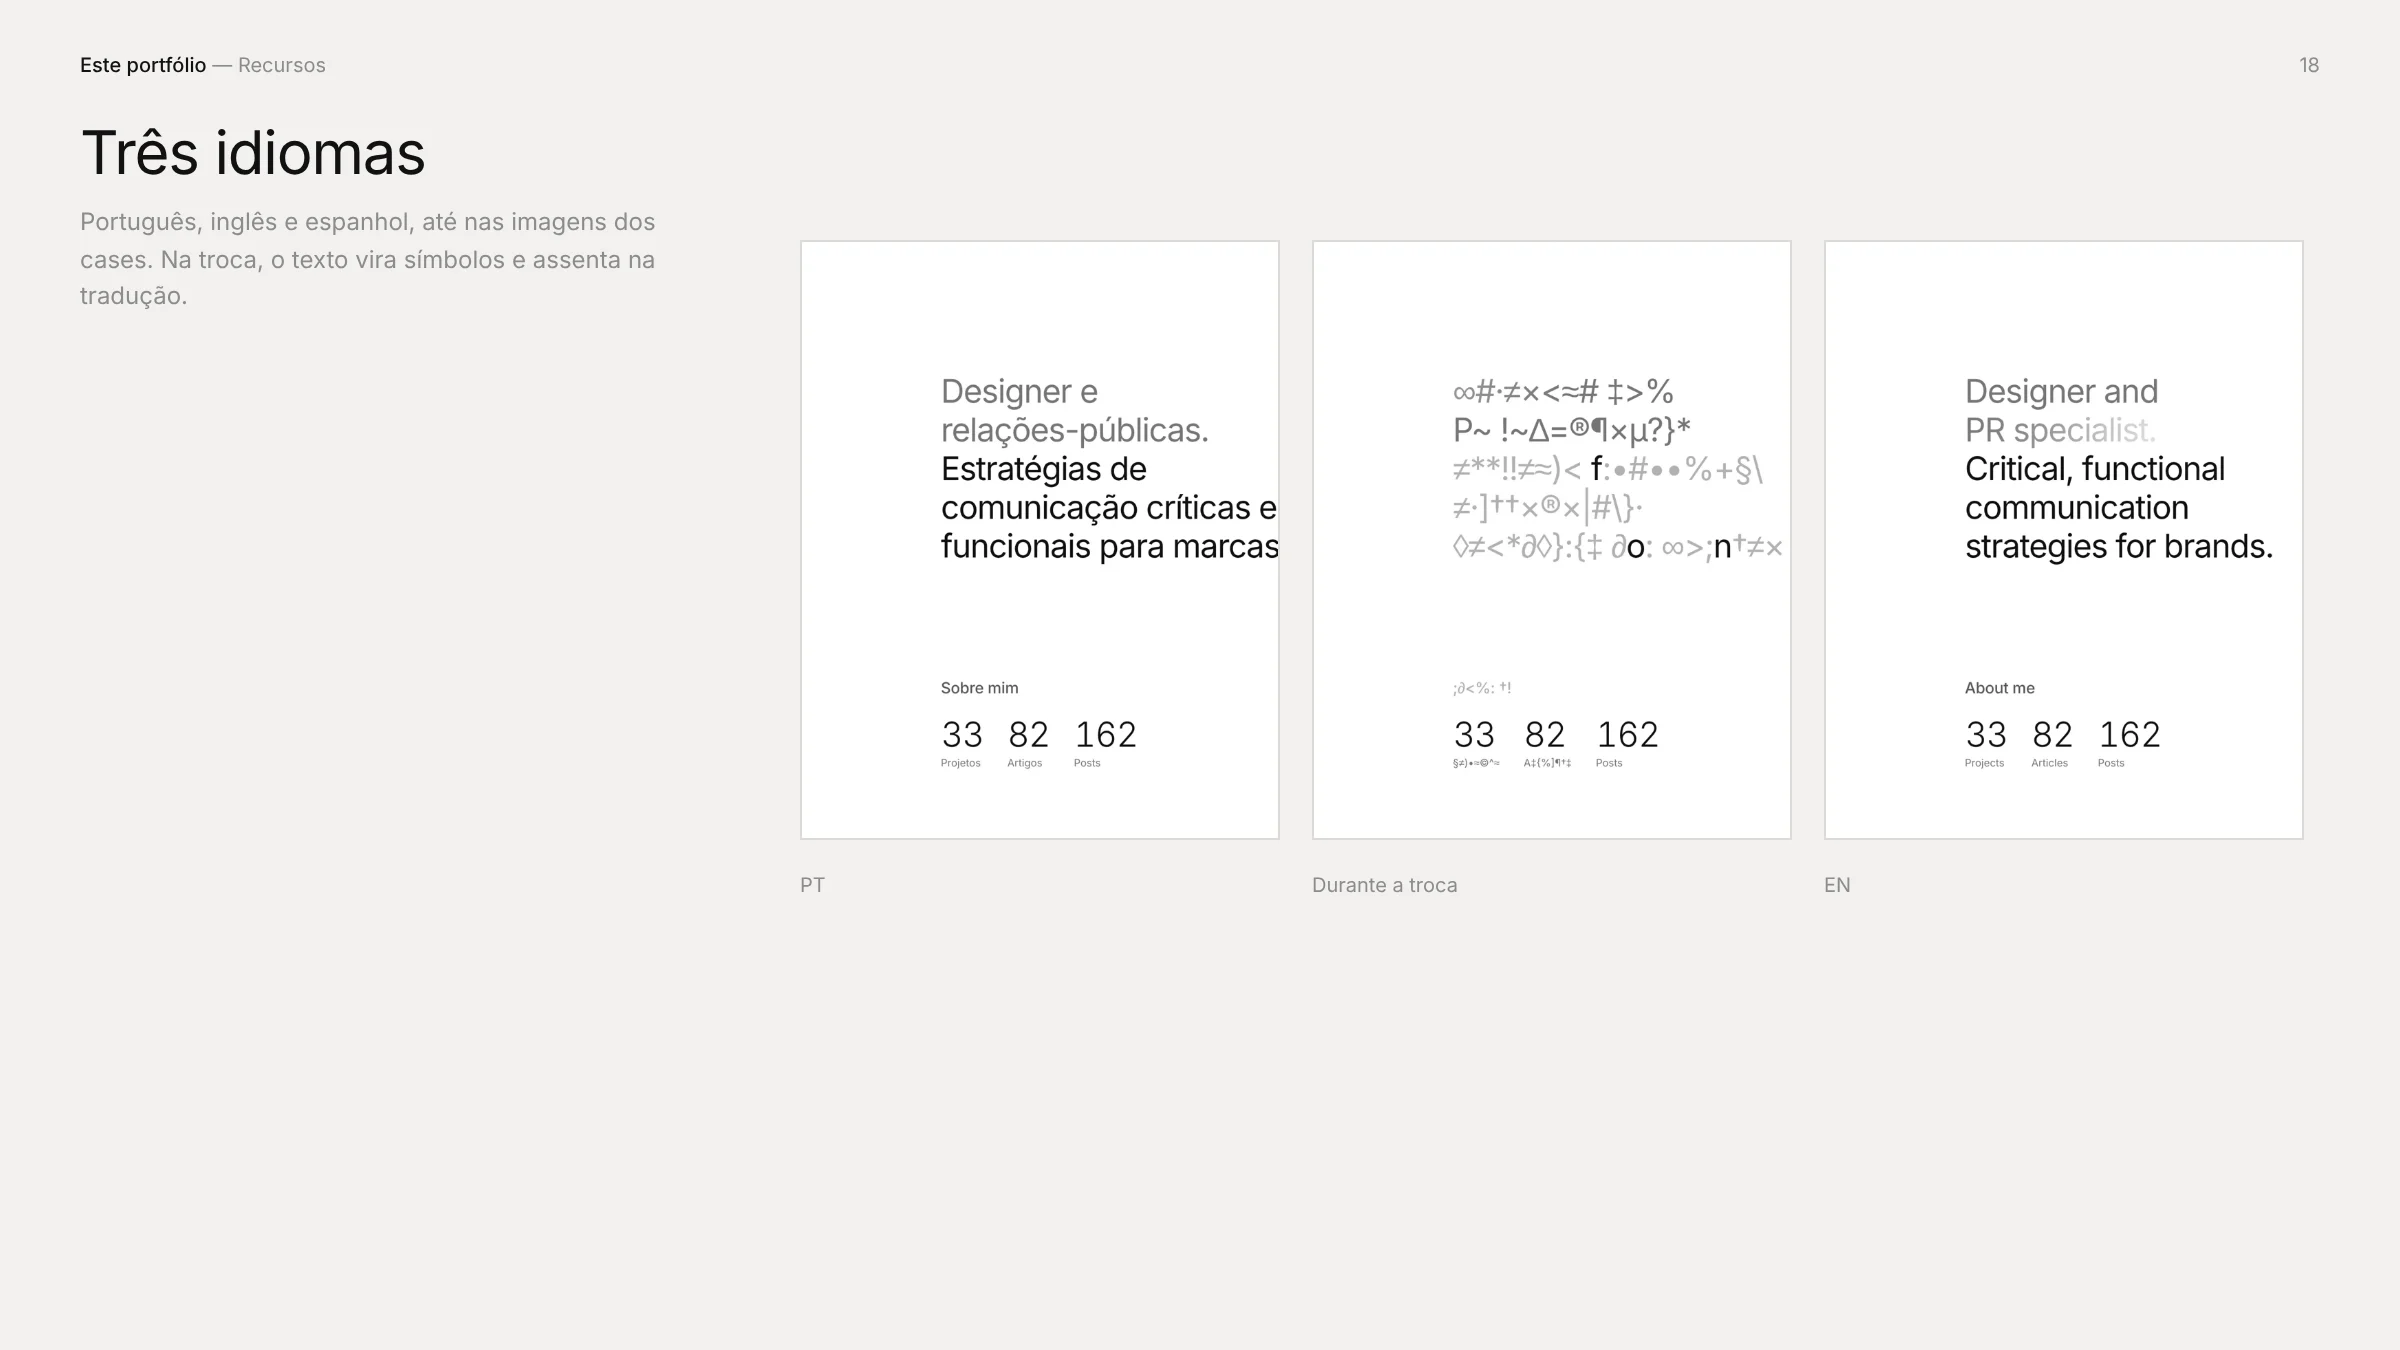 Este portfólio — Recursos
18
Três idiomas
Português, inglês e espanhol, até nas imagens dos
cases. Na troca, o texto vira símbolos e assenta na
tradução.
Designer e
relações-públicas.
Estratégias de
comunicação críticas e
funcionais para marcas
Sobre mim
33 82 162
Projetos Artigos Posts
PT
∞#·≠×<≈# ‡>%
P~ !~∆=®¶×µ?}*
≠**!!≠≈)< f:•#••%+§\
≠·]††×®×|#\}·
◊≠<*∂◊}:{‡ ∂o: ∞>;n†≠×
;∂<%: †!
33 82 162
Posts
Durante a troca
Designer and
PR specialist.
Critical, functional
communication
strategies for brands.
About me
33 82 162
Projects Articles Posts
EN